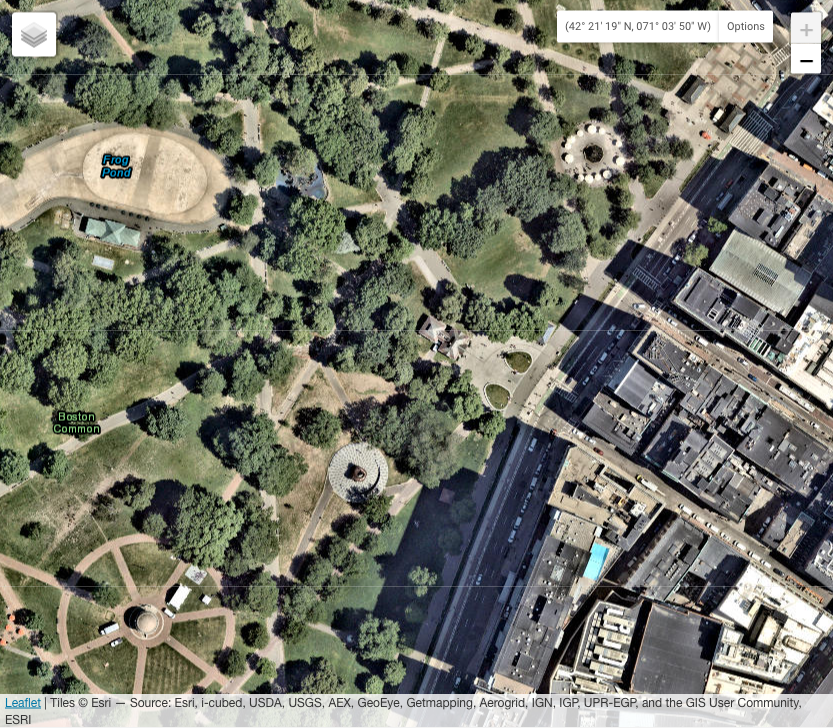 (42° 21' 19" N, 071° 03' 50" W) Options
+
−
Frog
Pond
Boston
Common
Leaflet | Tiles © Esri — Source: Esri, i-cubed, USDA, USGS, AEX, GeoEye, Getmapping, Aerogrid, IGN, IGP, UPR-EGP, and the GIS User Community,
ESRI